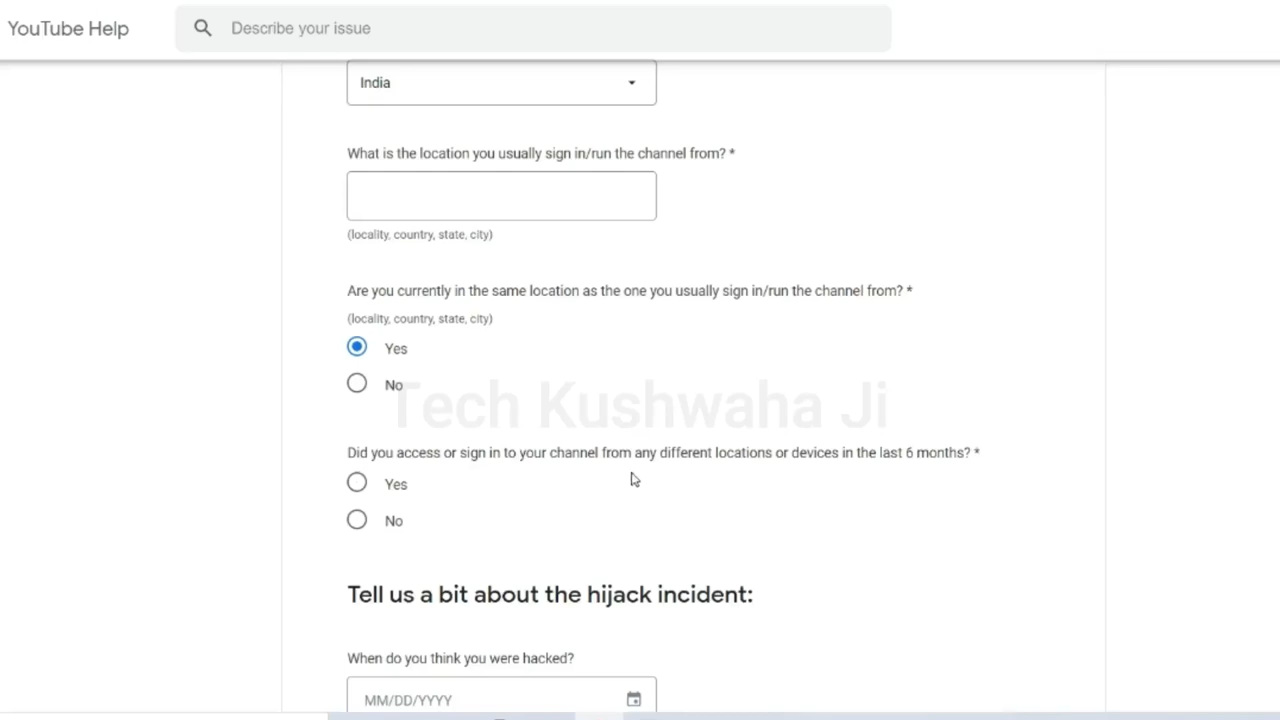 YouTube Help
Describe your issue
India
What is the location you usually sign in/run the channel from? *
(locality, country, state, city)
Are you currently in the same location as the one you usually sign in/run the channel from? *
(locality, country, state, city)
Yes
No
Tech Kushwaha Ji
Did you access or sign in to your channel from any different locations or devices in the last 6 months? *
Yes
No
Tell us a bit about the hijack incident:
When do you think you were hacked?
MM/DD/YYYY